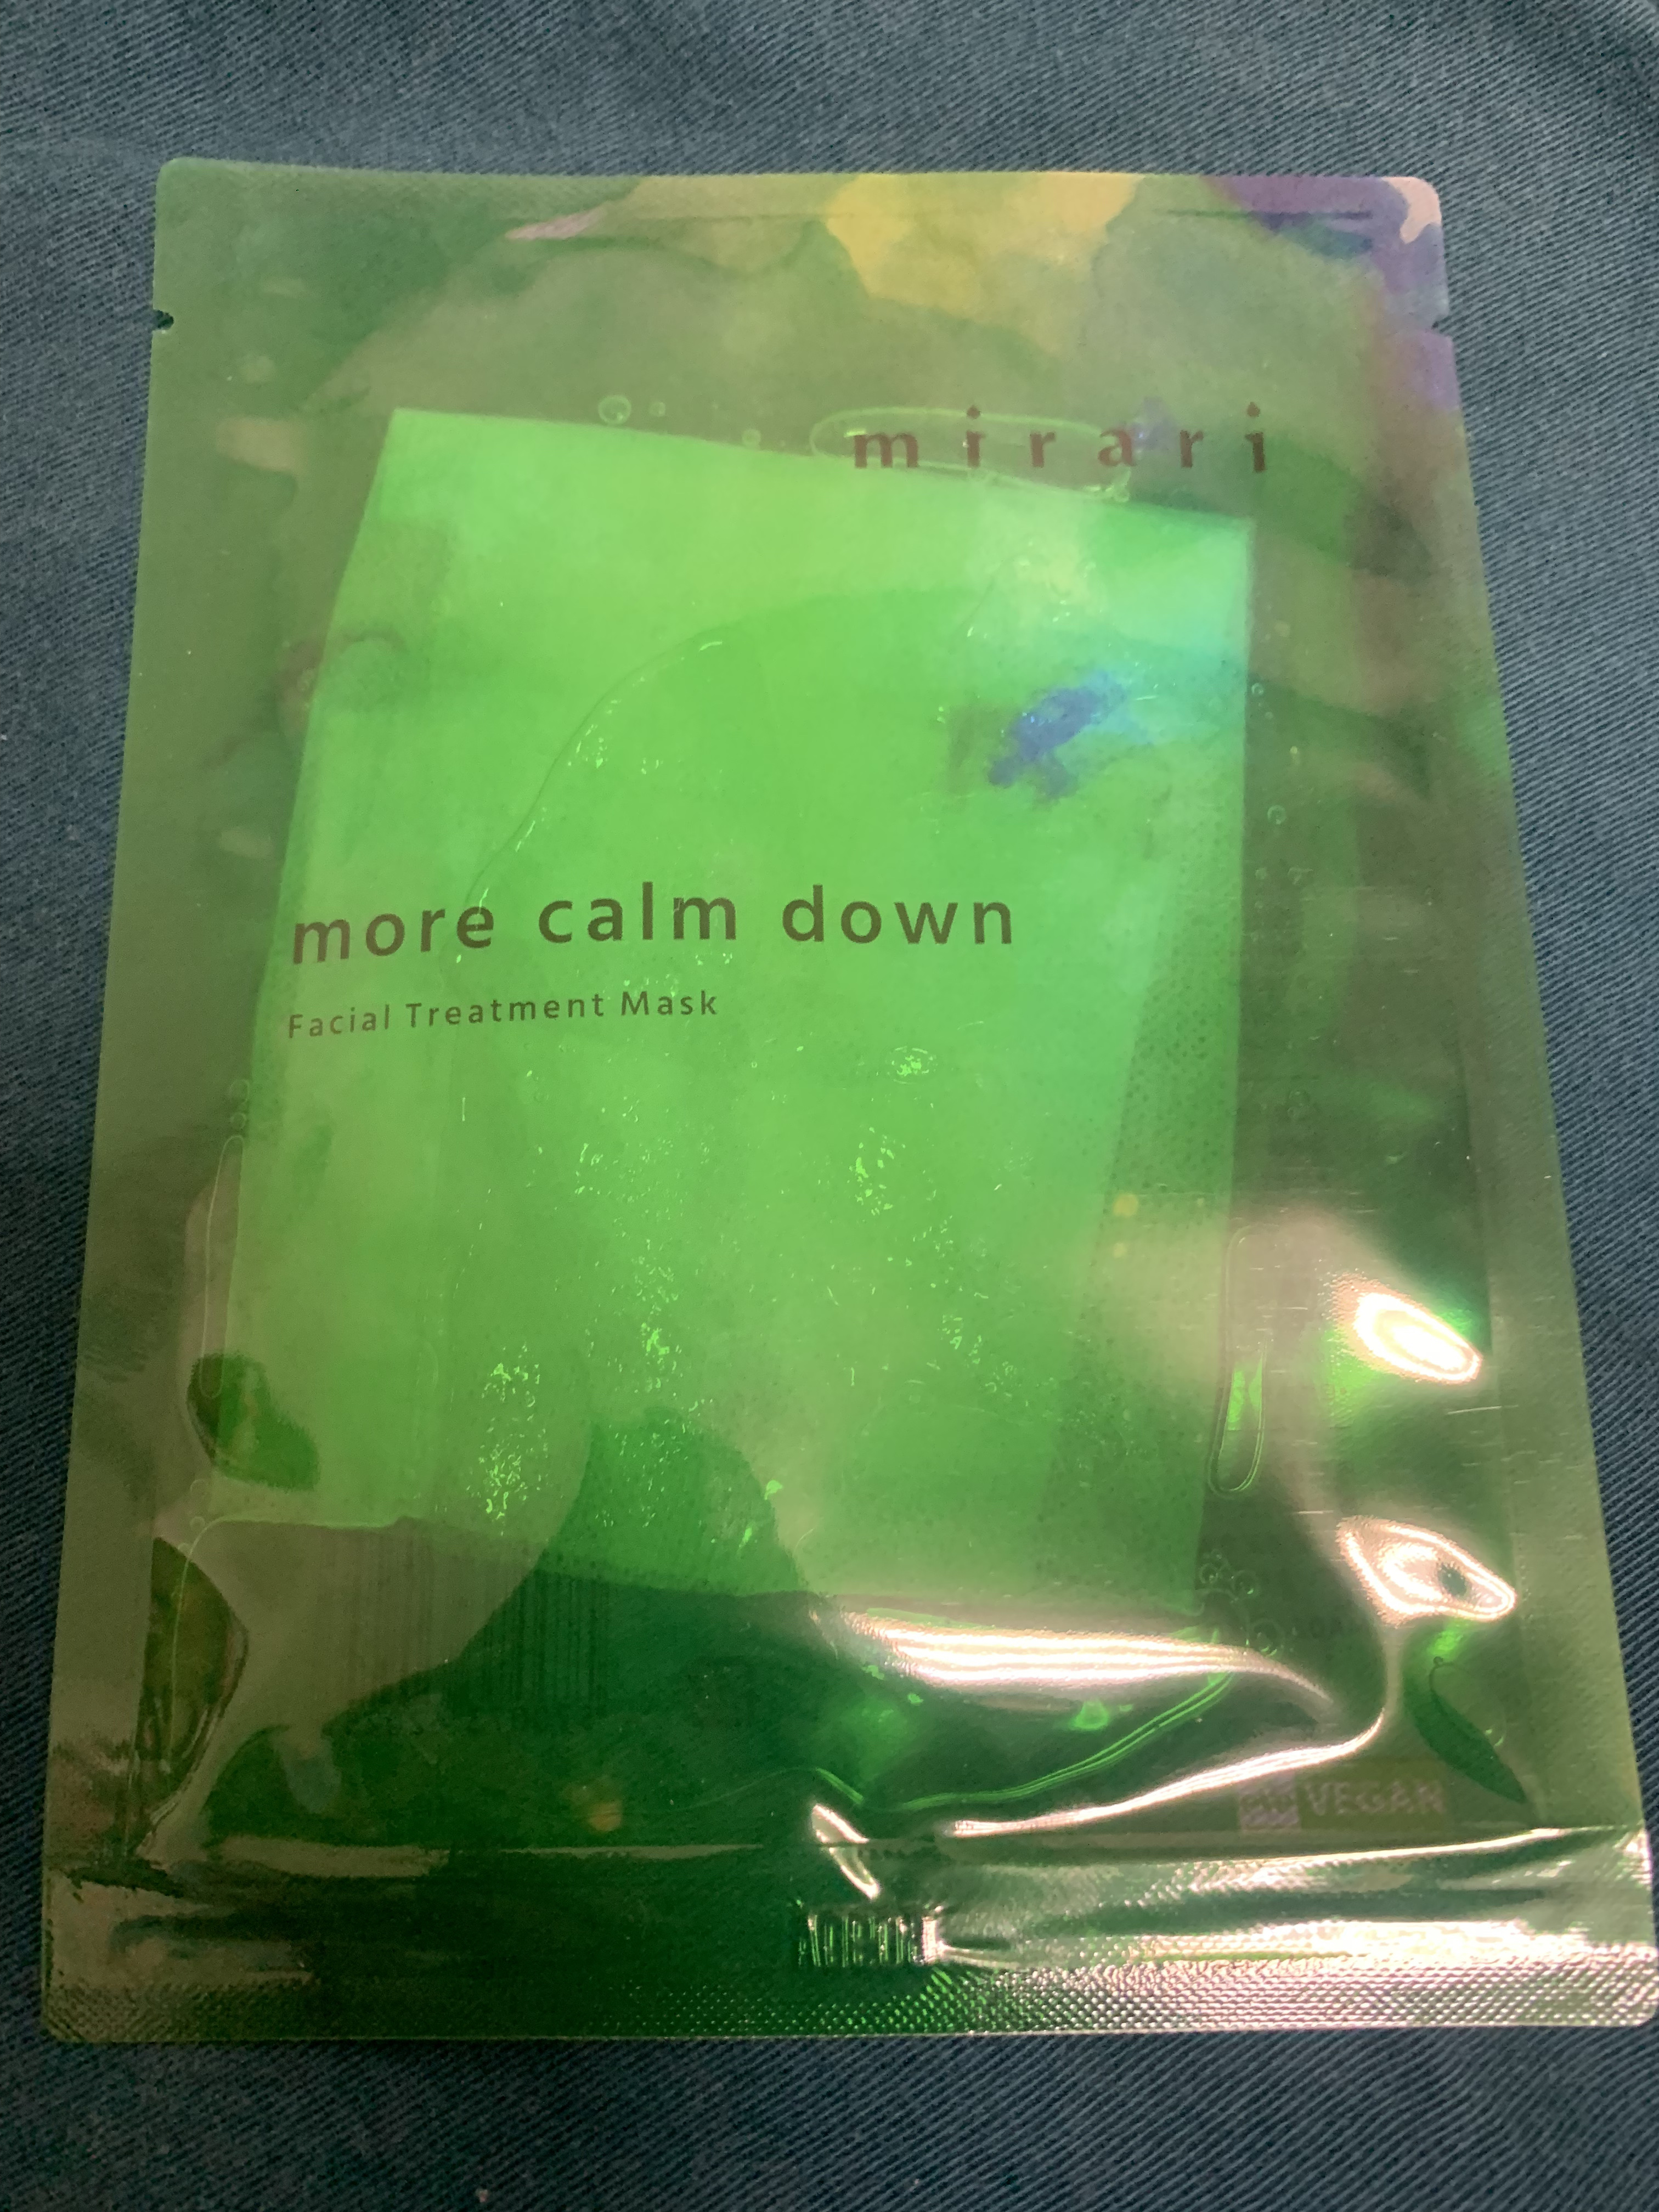 mirari
more calm down
Facial Treatment Mask
VEGAN